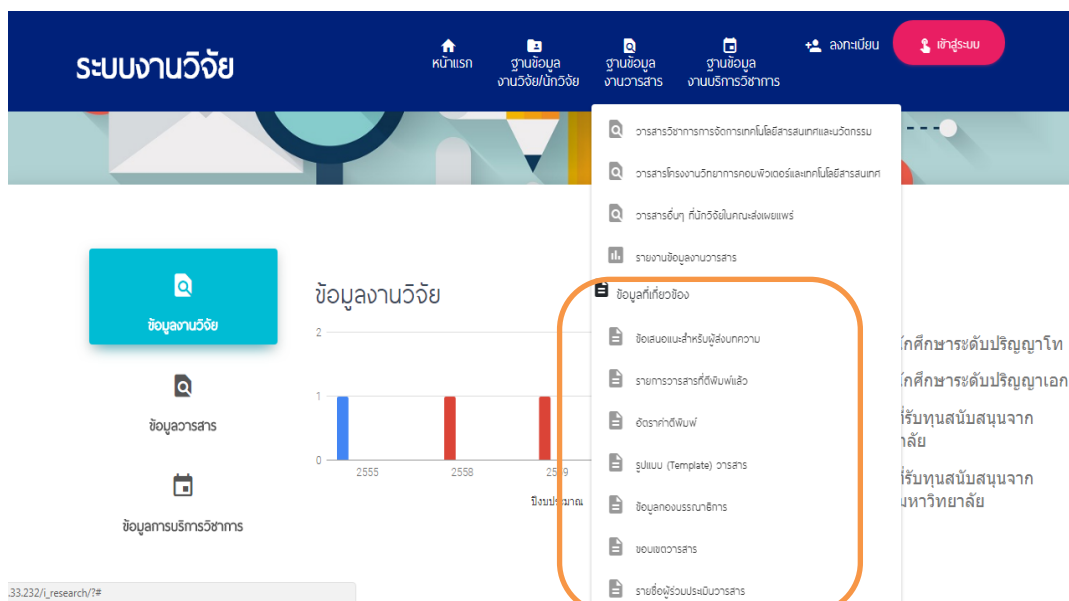 ระบบงานวิจัย
หน้าแรก
ฐานข้อมูล
งานวิจัย/นักวิจัย
ฐานข้อมูล
งานวารสาร
ฐานข้อมูล
งานบริการวิชาการ
ลงทะเบียน
เข้าสู่ระบบ
วารสารวิชาการการจัดการเทคโนโลยีสารสนเทศและนวัตกรรม
วารสารโครงงานวิทยาการคอมพิวเตอร์และเทคโนโลยีสารสนเทศ
วารสารอื่นๆ ที่นักวิจัยในคณะส่งเผยแพร่
รายงานข้อมูลงานวารสาร
ข้อมูลที่เกี่ยวข้อง
ข้อเสนอแนะสำหรับผู้ส่งบทความ
รายการวารสารที่ตีพิมพ์แล้ว
อัตราค่าตีพิมพ์
รูปแบบ (Template) วารสาร
ข้อมูลกองบรรณาธิการ
ขอบเขตวารสาร
รายชื่อผู้ร่วมประเมินวารสาร
ข้อมูลงานวิจัย
ข้อมูลวารสาร
ข้อมูลการบริการวิชาการ
ข้อมูลงานวิจัย
2
1
0
2555
2558
2559
ปีงบประมาณ
นักศึกษาระดับปริญญาโท
นักศึกษาระดับปริญญาเอก
ที่รับทุนสนับสนุนจาก
าลัย
ที่รับทุนสนับสนุนจาก
มหาวิทยาลัย
.33.232/i_research/?#